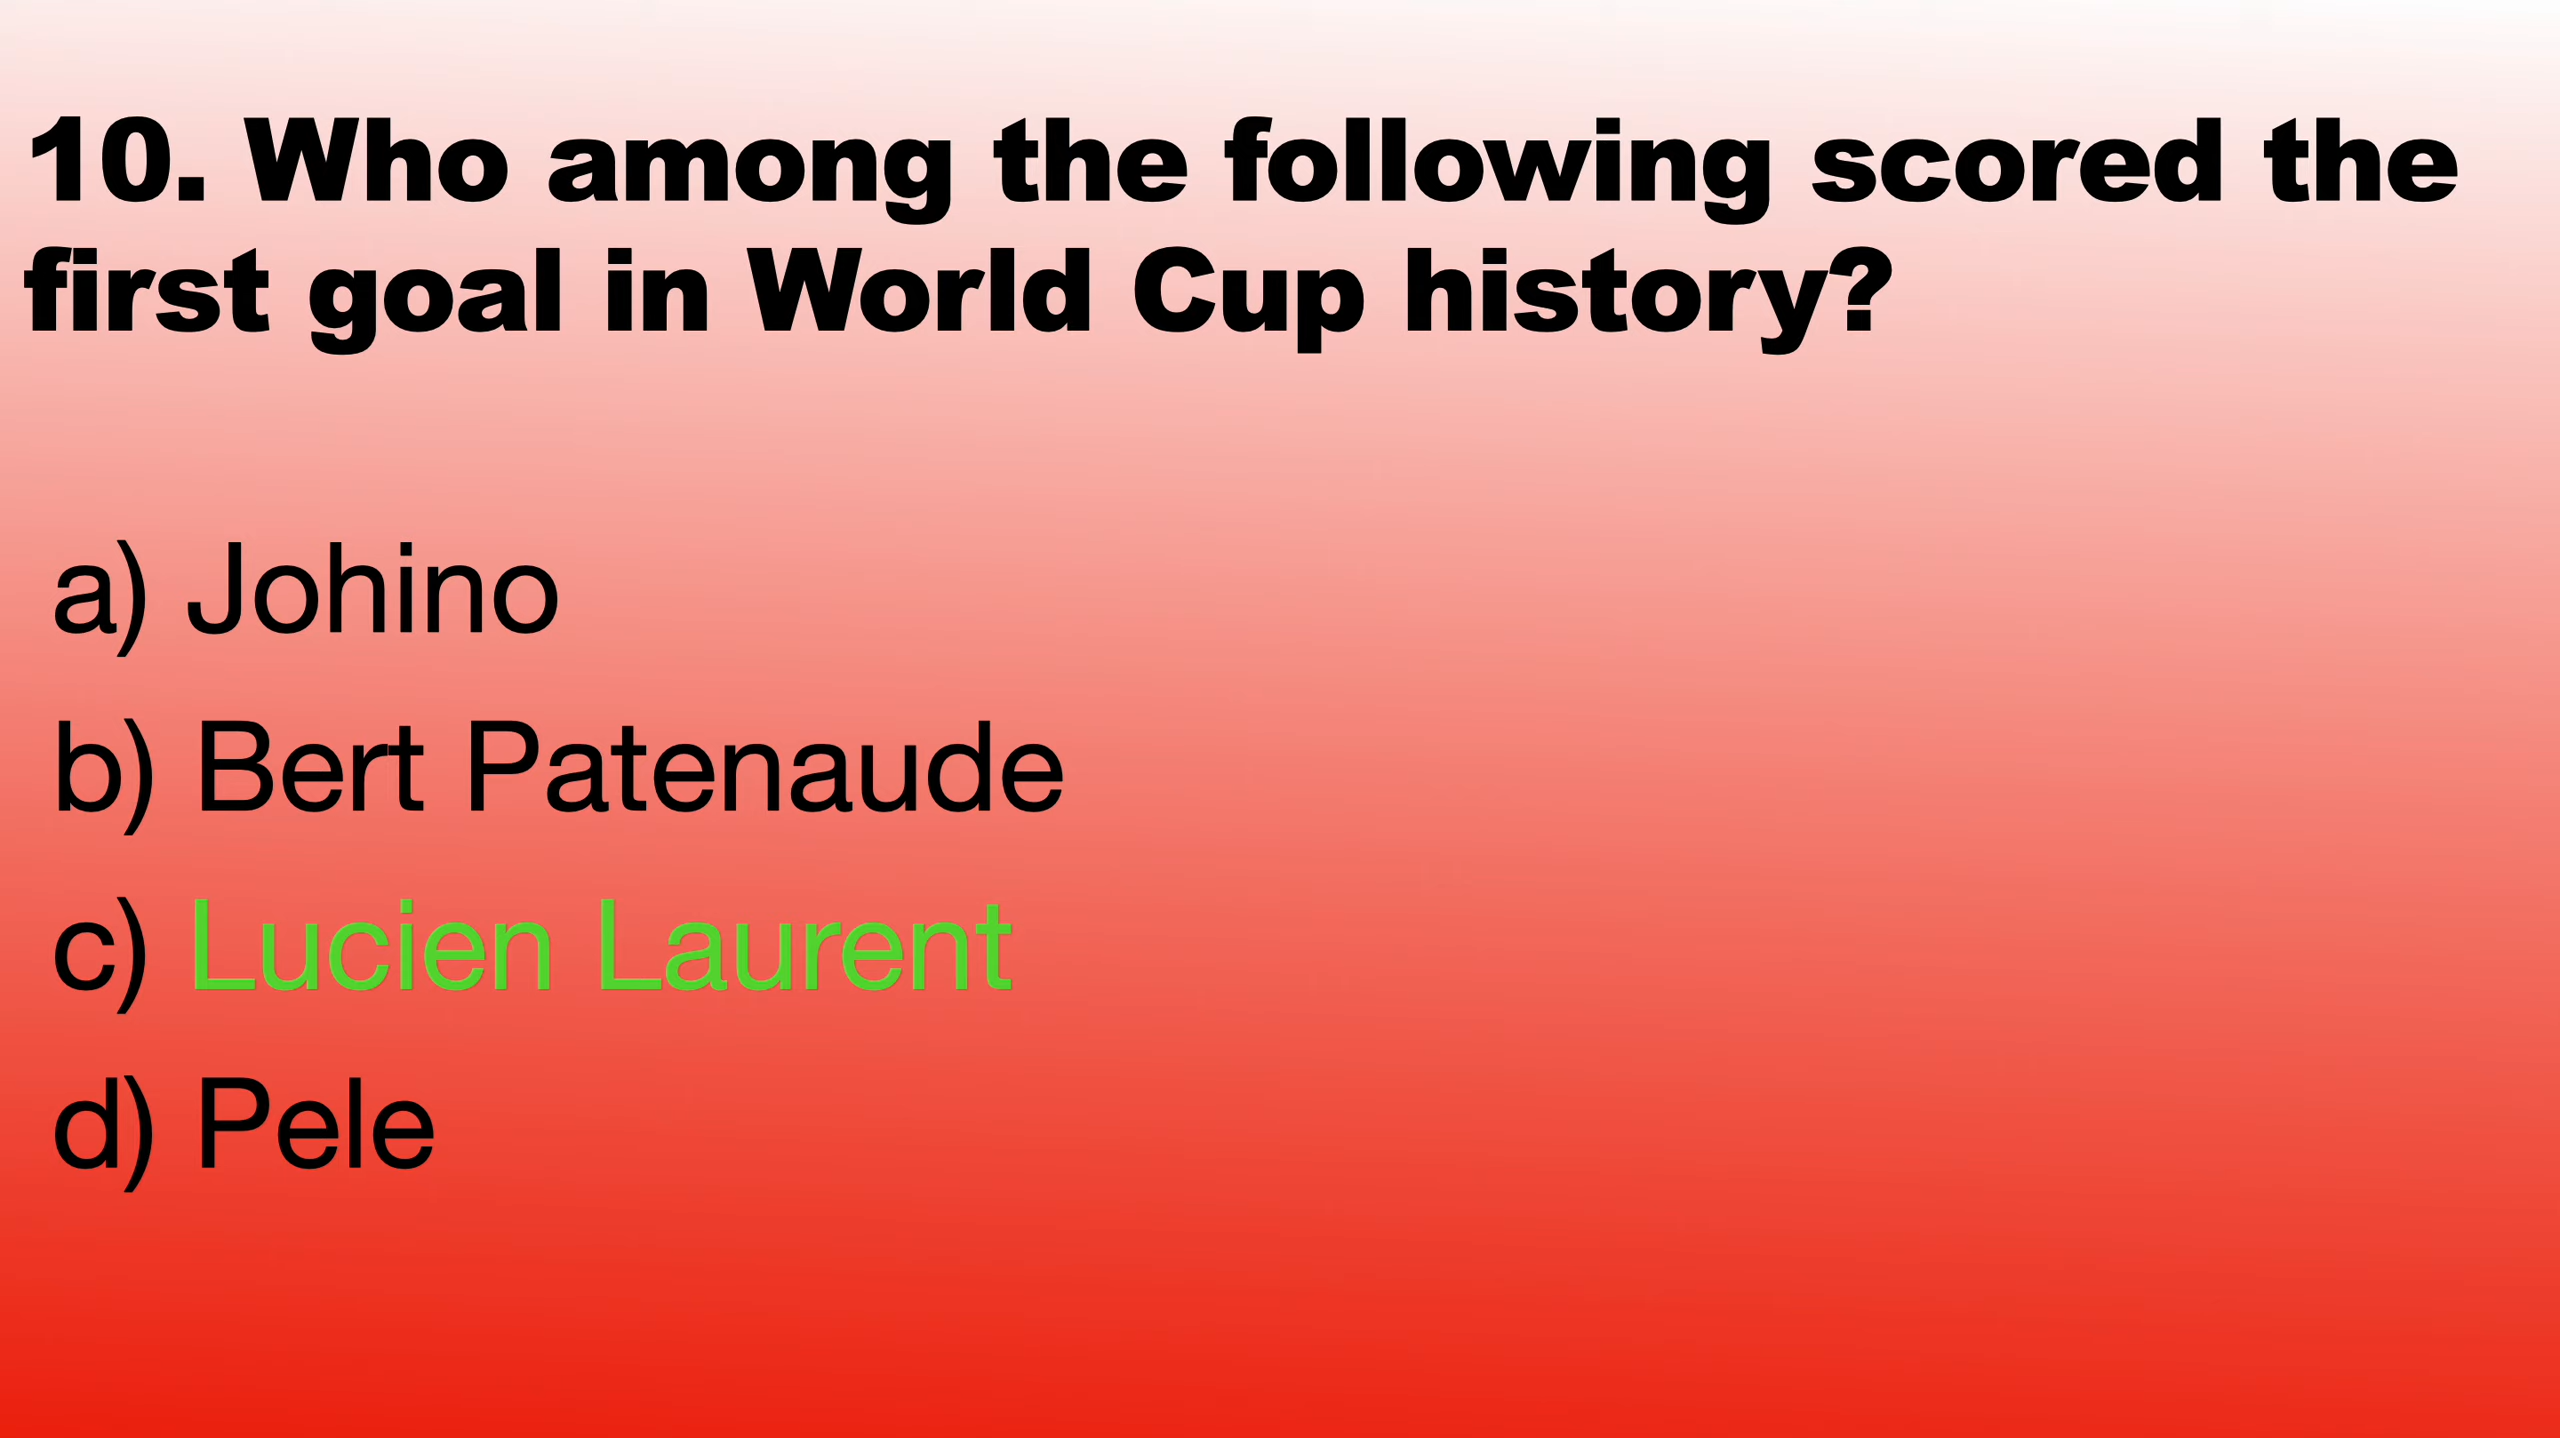 10. Who among the following scored the
first goal in World Cup history?
a) Johino
b) Bert Patenaude
c) Lucien Laurent
d) Pele